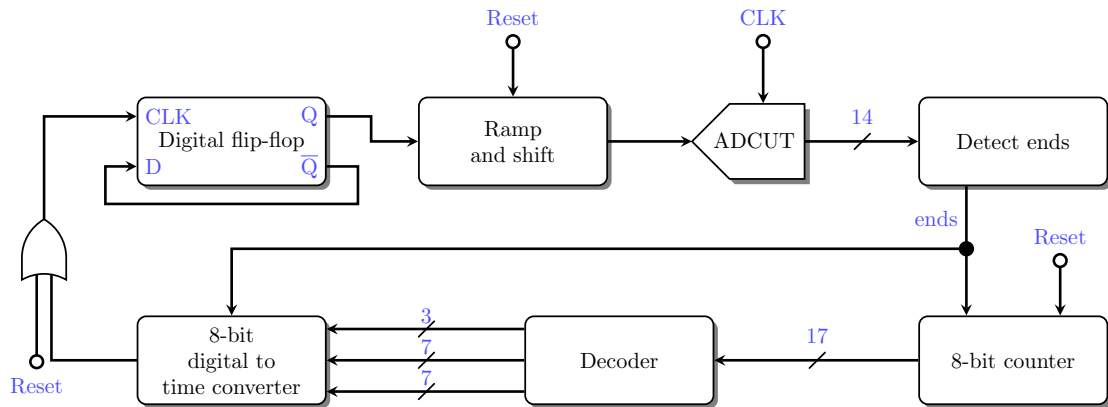 Reset
CLK
CLK
Q
Digital flip-flop
D
Q
Ramp
and shift
ADCUT
14
Detect ends
ends
Reset
8-bit
digital to
time converter
3
7
7
Decoder
17
8-bit counter
Reset